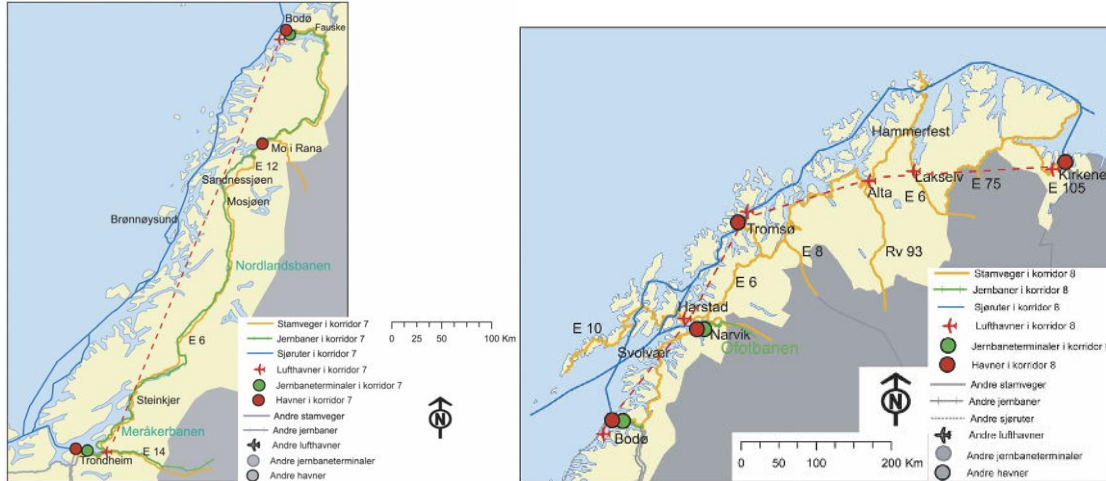 Bodø
Fauske
Mo i Rana
E 12
Sandnessjøen
Mosjøen
Brønnøysund
Nordlandsbanen
E 6
Steinkjer
Meråkerbanen
E 14
Trondheim
Stamveger i korridor 7
Jernbaner i korridor 7
Sjøruter i korridor 7
Lufthavner i korridor 7
Jernbaneterminaler i korridor 7
Havner i korridor 7
Andre stamveger
Andre jernbaner
Andre lufthavner
Andre jernbaneterminaler
Andre havner
0 50 100 Km
N
Hammerfest
Lakselv
Kirkene
Alta
E 75
E 105
E 6
Tromsø
E 8
Rv 93
E 6
Harstad
E 10
Narvik
Ofotbanen
Svolvær
Bodø
Stamveger i korridor 8
Jernbaner i korridor 8
Sjøruter i korridor 8
Lufthavner i korridor 8
Jernbaneterminaler i korridor
Havner i korridor 8
Andre stamveger
Andre jernbaner
Andre sjøruter
Andre lufthavner
Andre jernbaneterminaler
Andre havner
N
0 50 100 200 Km